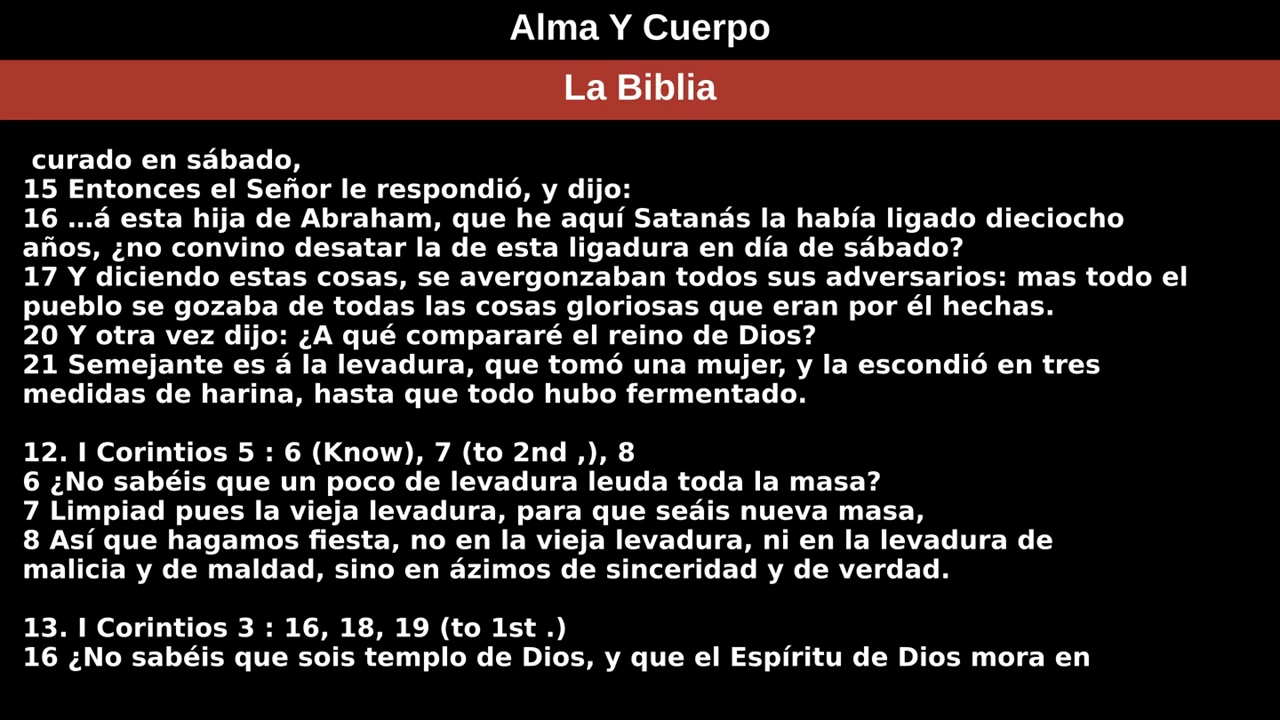 Alma Y Cuerpo
La Biblia
curado en sábado,
15 Entonces el Señor le respondió, y dijo:
16 …á esta hija de Abraham, que he aquí Satanás la había ligado dieciocho
años, ¿no convino desatar la de esta ligadura en día de sábado?
17 Y diciendo estas cosas, se avergonzaban todos sus adversarios: mas todo el
pueblo se gozaba de todas las cosas gloriosas que eran por él hechas.
20 Y otra vez dijo: ¿A qué compararé el reino de Dios?
21 Semejante es á la levadura, que tomó una mujer, y la escondió en tres
medidas de harina, hasta que todo hubo fermentado.
12. I Corintios 5 : 6 (Know), 7 (to 2nd ,), 8
6 ¿No sabéis que un poco de levadura leuda toda la masa?
7 Limpiad pues la vieja levadura, para que seáis nueva masa,
8 Así que hagamos fiesta, no en la vieja levadura, ni en la levadura de
malicia y de maldad, sino en ázimos de sinceridad y de verdad.
13. I Corintios 3 : 16, 18, 19 (to 1st .)
16 ¿No sabéis que sois templo de Dios, y que el Espíritu de Dios mora en